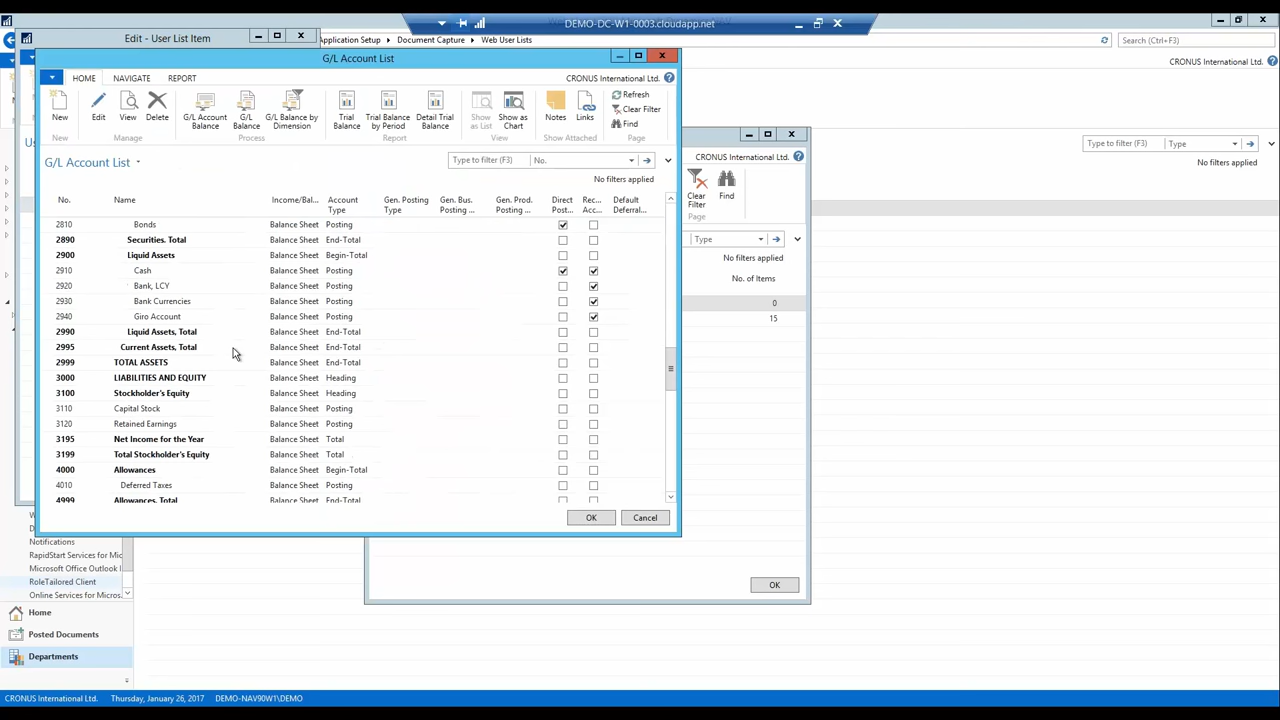 DEMO-DC-W1-0003.cloudapp.net
Edit - User List Item
Application Setup
Document Capture
Web User Lists
Search (Ctrl+F3)
G/L Account List
CRONUS International Ltd.
HOME
NAVIGATE
REPORT
CRONUS International Ltd.
New
Edit
View
Delete
G/L Account Balance
G/L Balance
G/L Balance by Dimension
Trial Balance
Trial Balance by Period
Detail Trial Balance
Show as List
Show as Chart
Notes
Links
Refresh
Clear Filter
Find
New
Manage
Process
Report
View
Show Attached
Page
G/L Account List
Type to filter (F3)
No.
No filters applied
No. Name Income/Bal... Account Type Gen. Posting Type Gen. Bus. Posting ... Gen. Prod. Posting ... Direct Post... Rec... Acc... Default Deferral...
2810 Bonds Balance Sheet Posting
2890 Securities, Total Balance Sheet End-Total
2900 Liquid Assets Balance Sheet Begin-Total
2910 Cash Balance Sheet Posting
2920 Bank, LCY Balance Sheet Posting
2930 Bank Currencies Balance Sheet Posting
2940 Giro Account Balance Sheet Posting
2990 Liquid Assets, Total Balance Sheet End-Total
2995 Current Assets, Total Balance Sheet End-Total
2999 TOTAL ASSETS Balance Sheet End-Total
3000 LIABILITIES AND EQUITY Balance Sheet Heading
3100 Stockholder's Equity Balance Sheet Heading
3110 Capital Stock Balance Sheet Posting
3120 Retained Earnings Balance Sheet Posting
3195 Net Income for the Year Balance Sheet Total
3199 Total Stockholder's Equity Balance Sheet Total
4000 Allowances Balance Sheet Begin-Total
4010 Deferred Taxes Balance Sheet Posting
4999 Allowances, Total Balance Sheet End-Total
OK
Cancel
CRONUS International Ltd.
Clear Filter
Find
Page
Type
No filters applied
No. of Items
0
15
OK
Type to filter (F3)
Type
No filters applied
Notifications
RapidStart Services for Mic
Microsoft Office Outlook I
RoleTailored Client
Online Services for Micros.
Home
Posted Documents
Departments
CRONUS International Ltd.
Thursday, January 26, 2017
DEMO-NAV90W1\DEMO